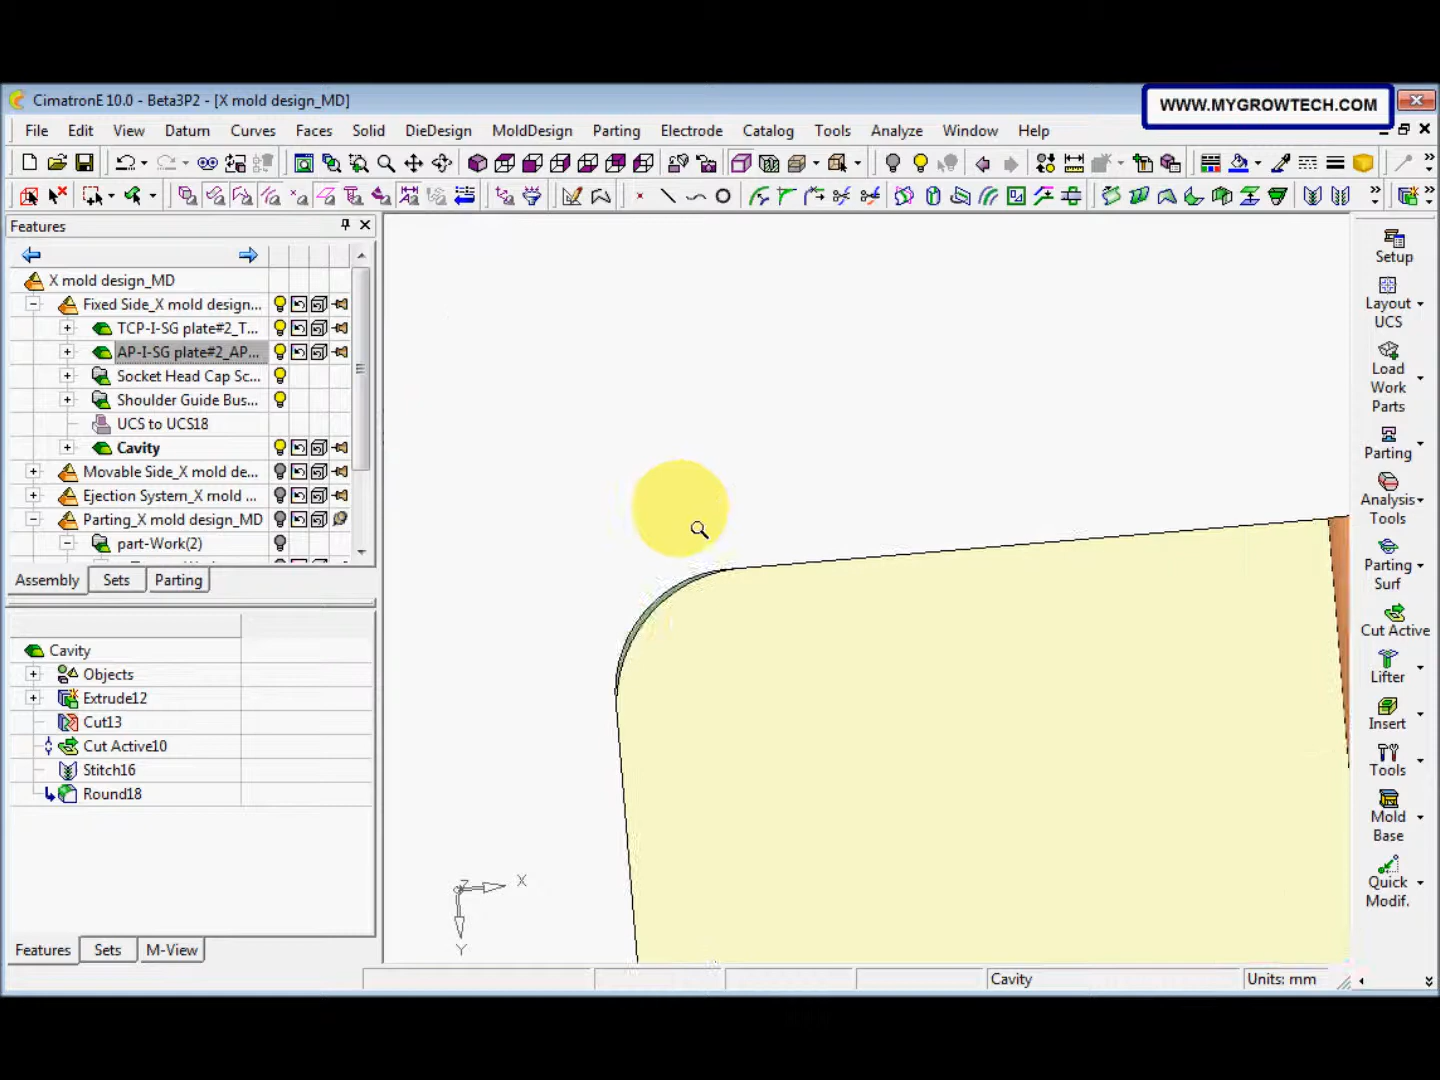 CimatronE 10.0 - Beta3P2 - [X mold design_MD]
WWW.MYGROWTECH.COM
File Edit View Datum Curves Faces Solid DieDesign MoldDesign Parting Electrode Catalog Tools Analyze Window Help
Features
X mold design_MD
Fixed Side_X mold design...
TCP-I-SG plate#2_T...
AP-I-SG plate#2_AP...
Socket Head Cap Sc...
Shoulder Guide Bus...
UCS to UCS18
Cavity
Movable Side_X mold de...
Ejection System_X mold ...
Parting_X mold design_MD
part-Work(2)
Assembly Sets Parting
Cavity
Objects
Extrude12
Cut13
Cut Active10
Stitch16
Round18
Features Sets M-View
Z X
Y
Setup
Layout
UCS
Load
Work
Parts
Parting
Analysis
Tools
Parting
Surf
Cut Active
Lifter
Insert
Tools
Mold
Base
Quick
Modif.
Cavity
Units: mm